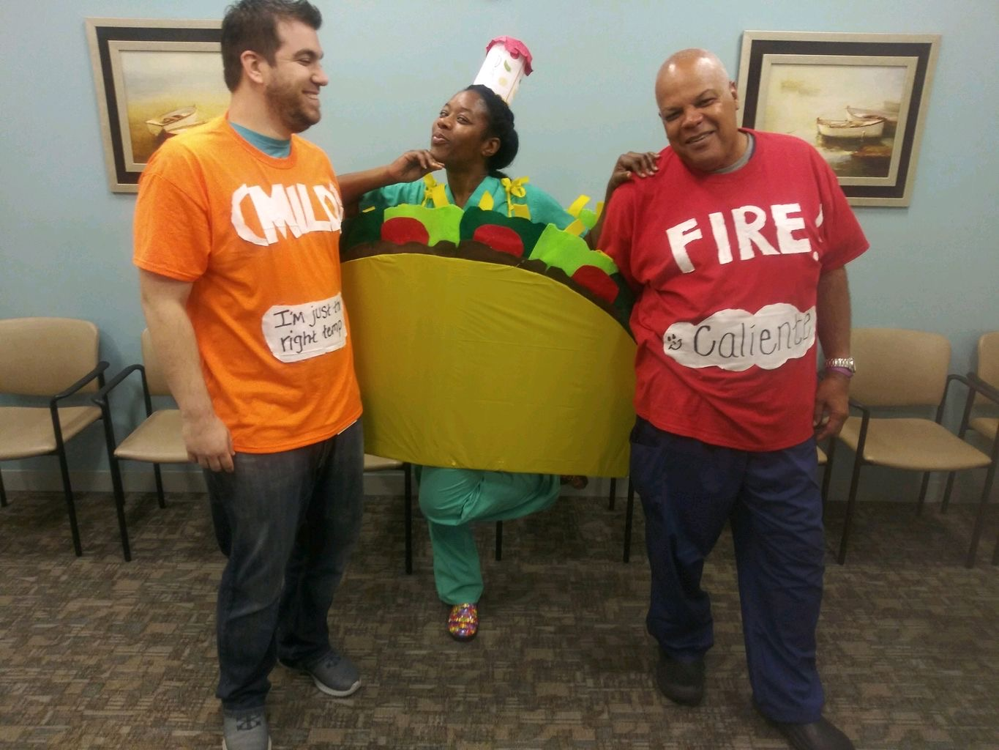 (MILD)
I'm just the
right temp
FIRE!
Caliente